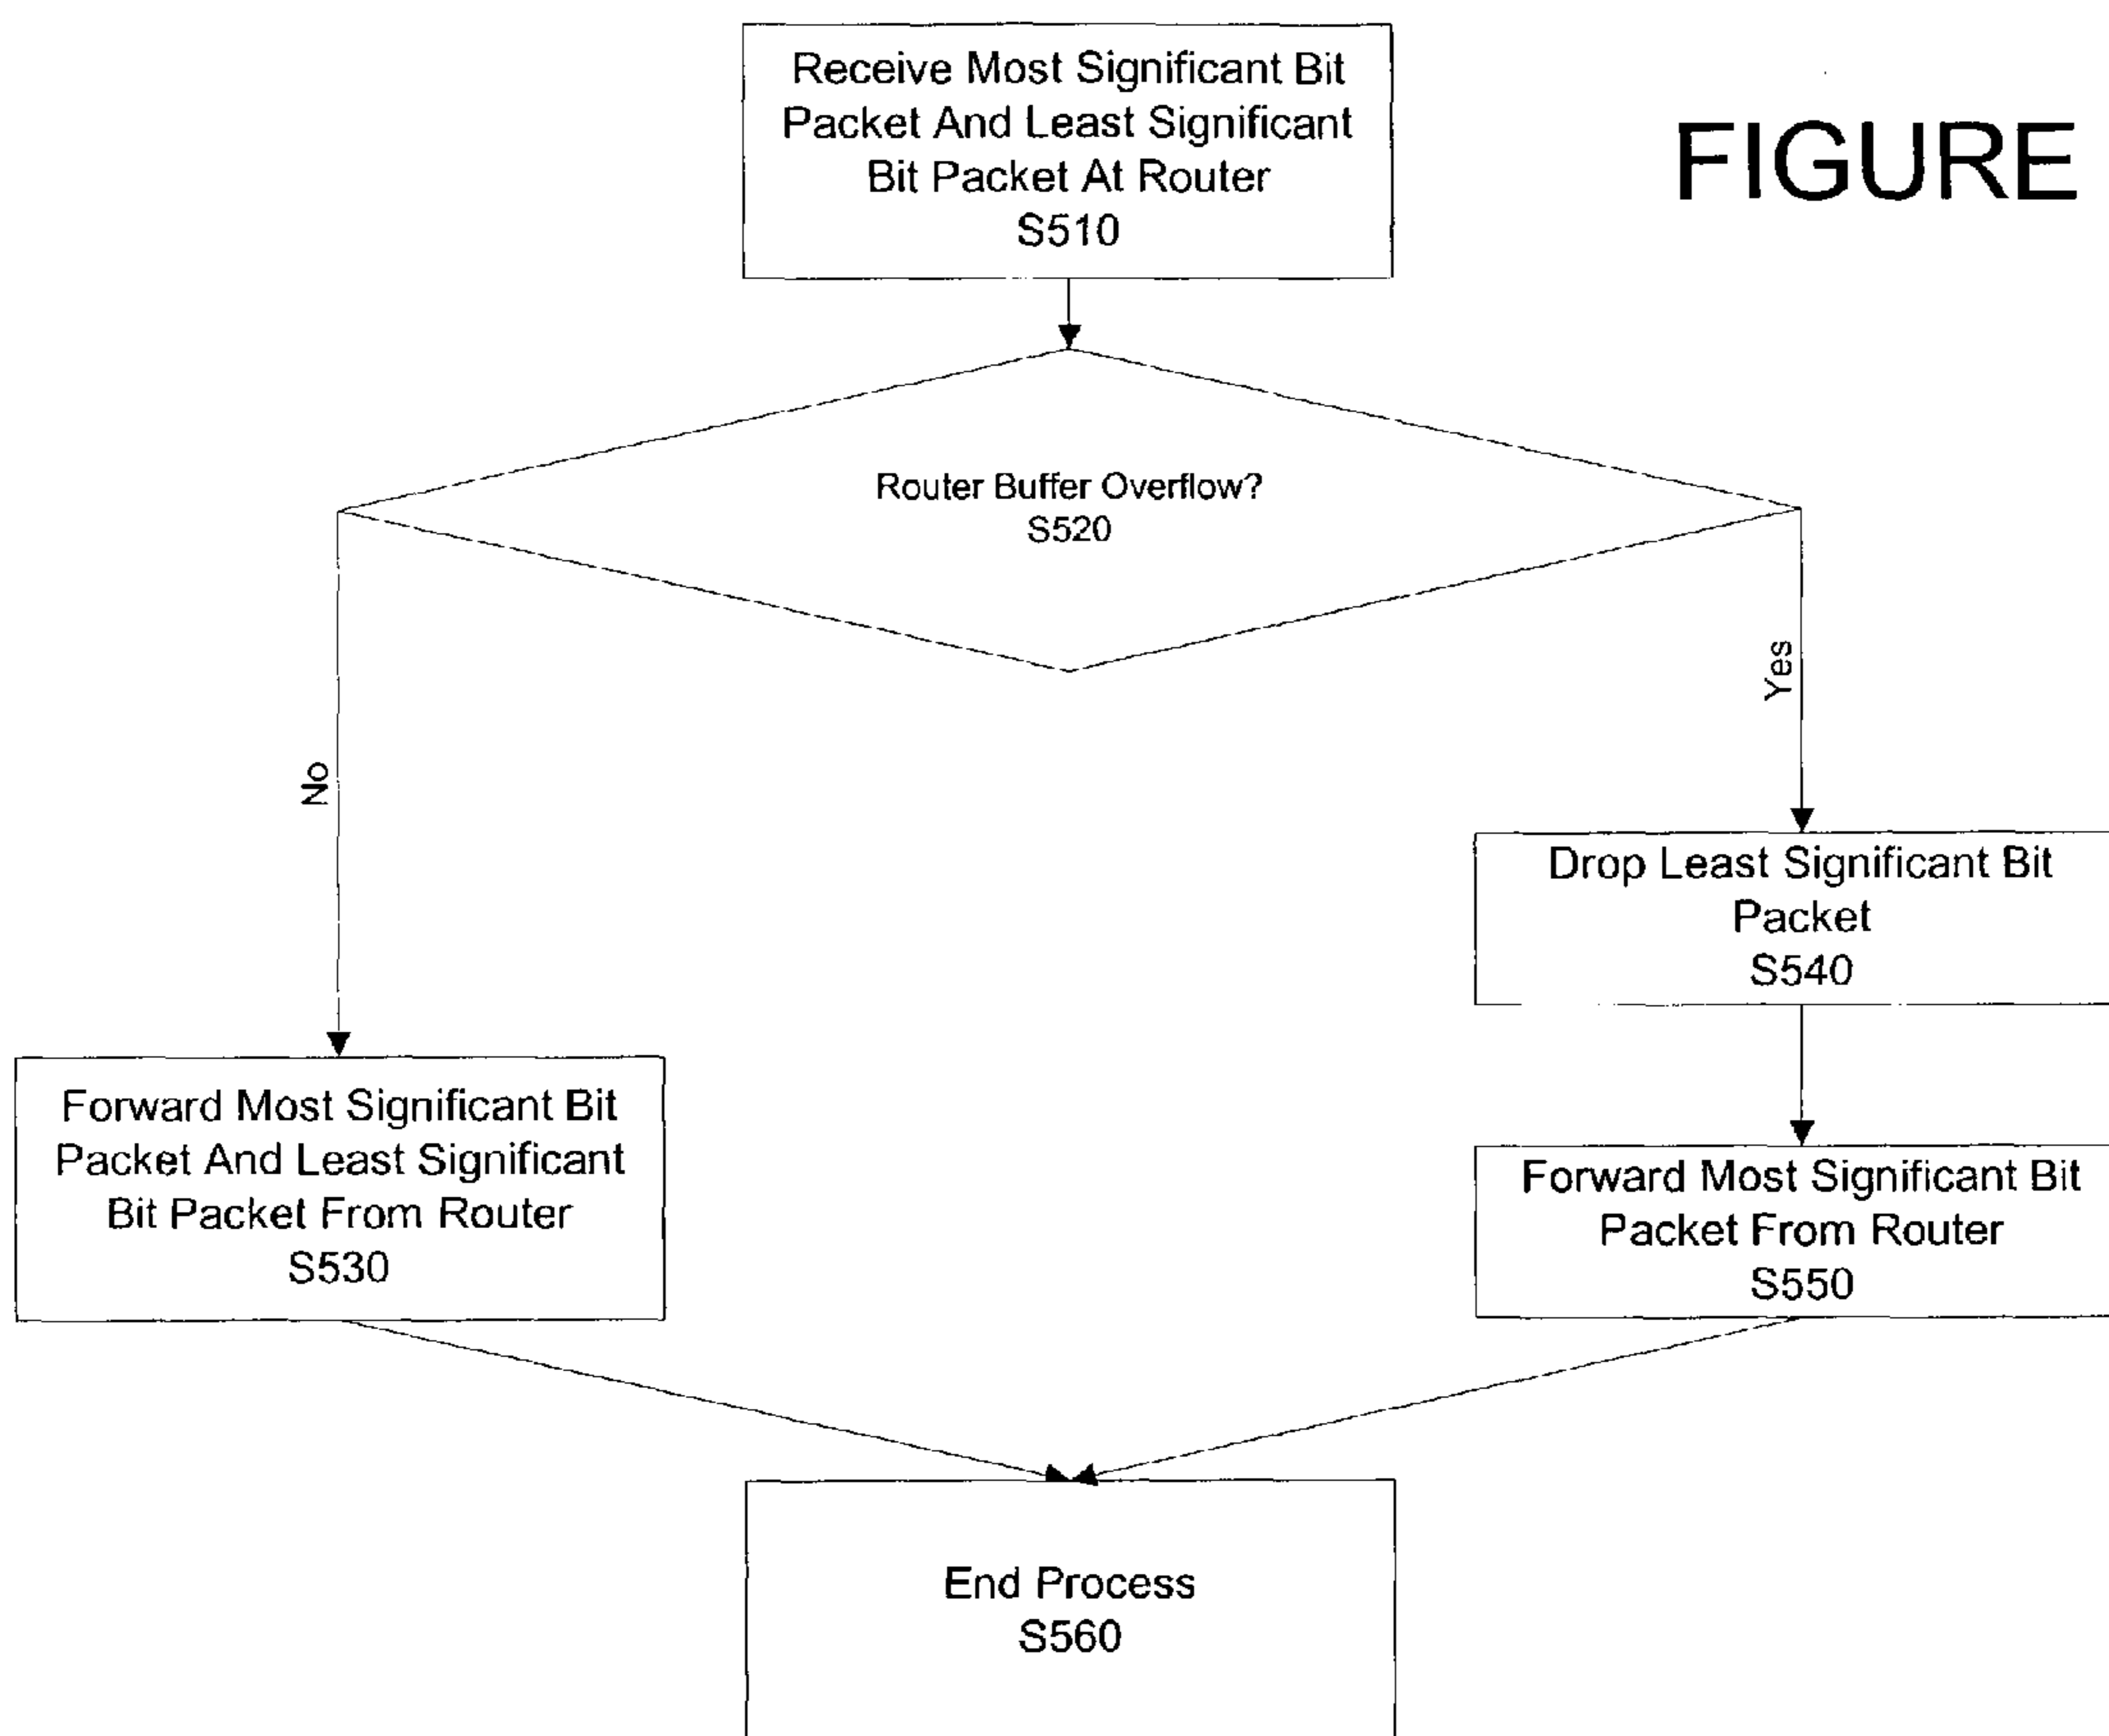 Receive Most Significant Bit
Packet And Least Significant
Bit Packet At Router
S510
FIGURE
Router Buffer Overflow?
S520
No
Yes
Drop Least Significant Bit
Packet
S540
Forward Most Significant Bit
Packet And Least Significant
Bit Packet From Router
S530
Forward Most Significant Bit
Packet From Router
S550
End Process
S560